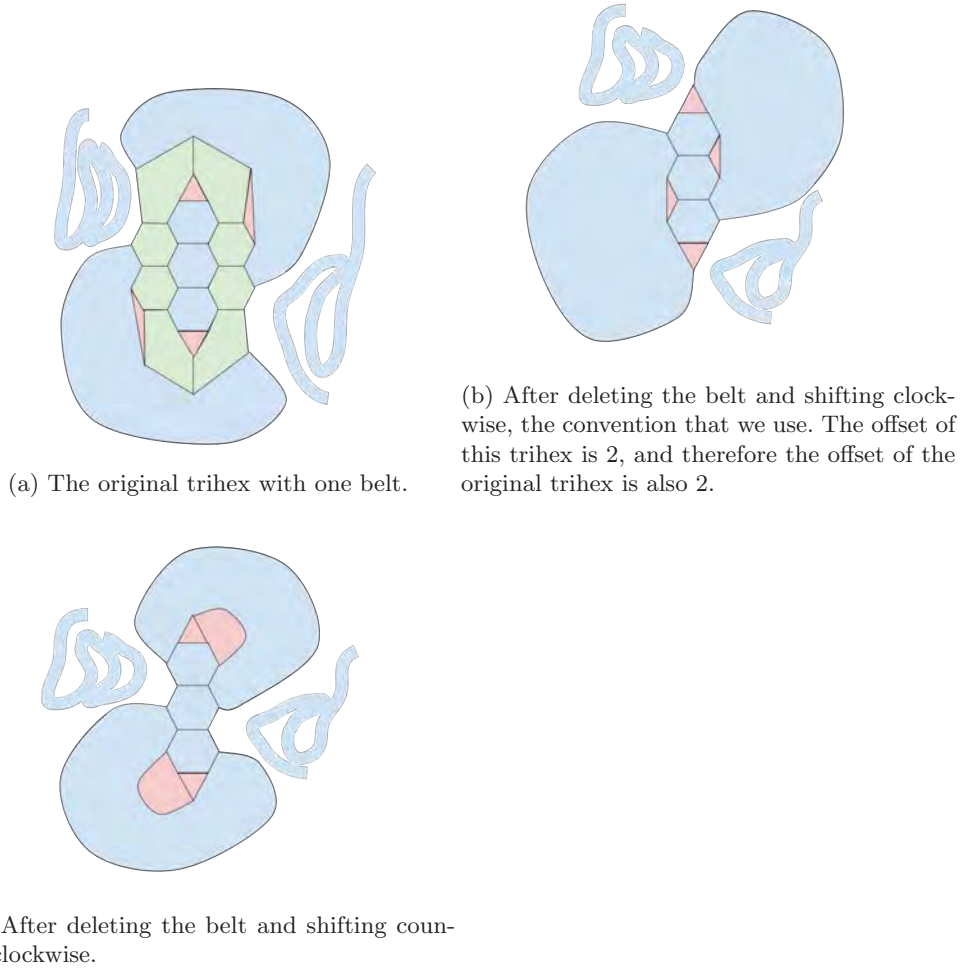 (a) The original trihex with one belt.
(b) After deleting the belt and shifting clock-
wise, the convention that we use. The offset of
this trihex is 2, and therefore the offset of the
original trihex is also 2.
After deleting the belt and shifting coun-
clockwise.